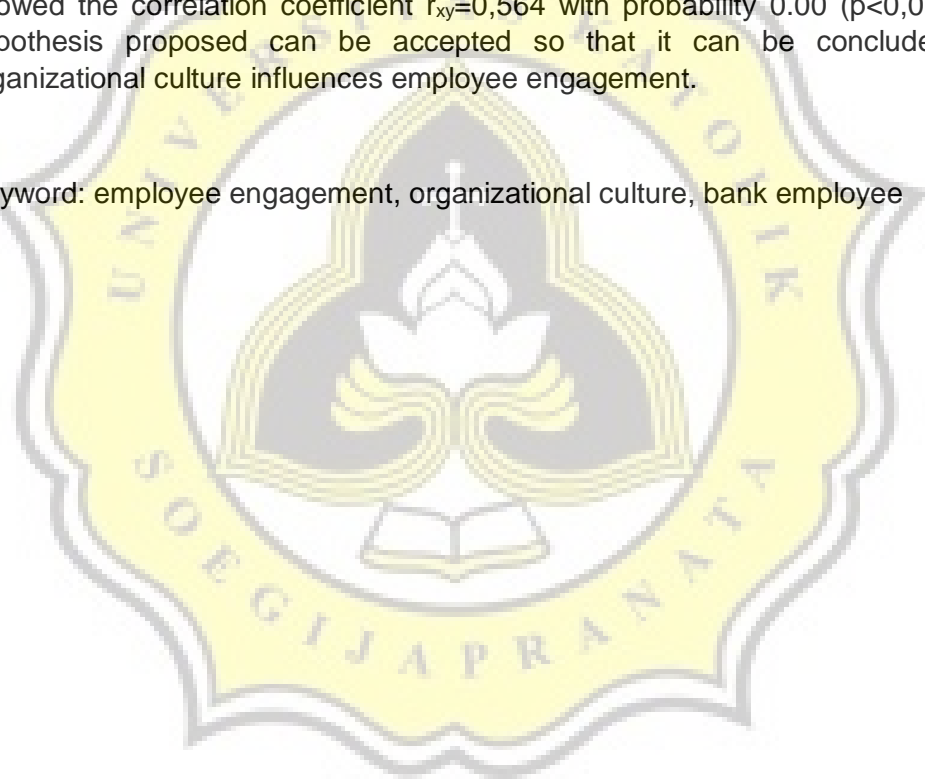 owed the correlation coefficient rxy=0,564 with probability 0.00 (p<0,0
pothesis proposed can be accepted so that it can be conclude
ganizational culture influences employee engagement.
yword: employee engagement, organizational culture, bank employee
SOEGIJAPRANATA